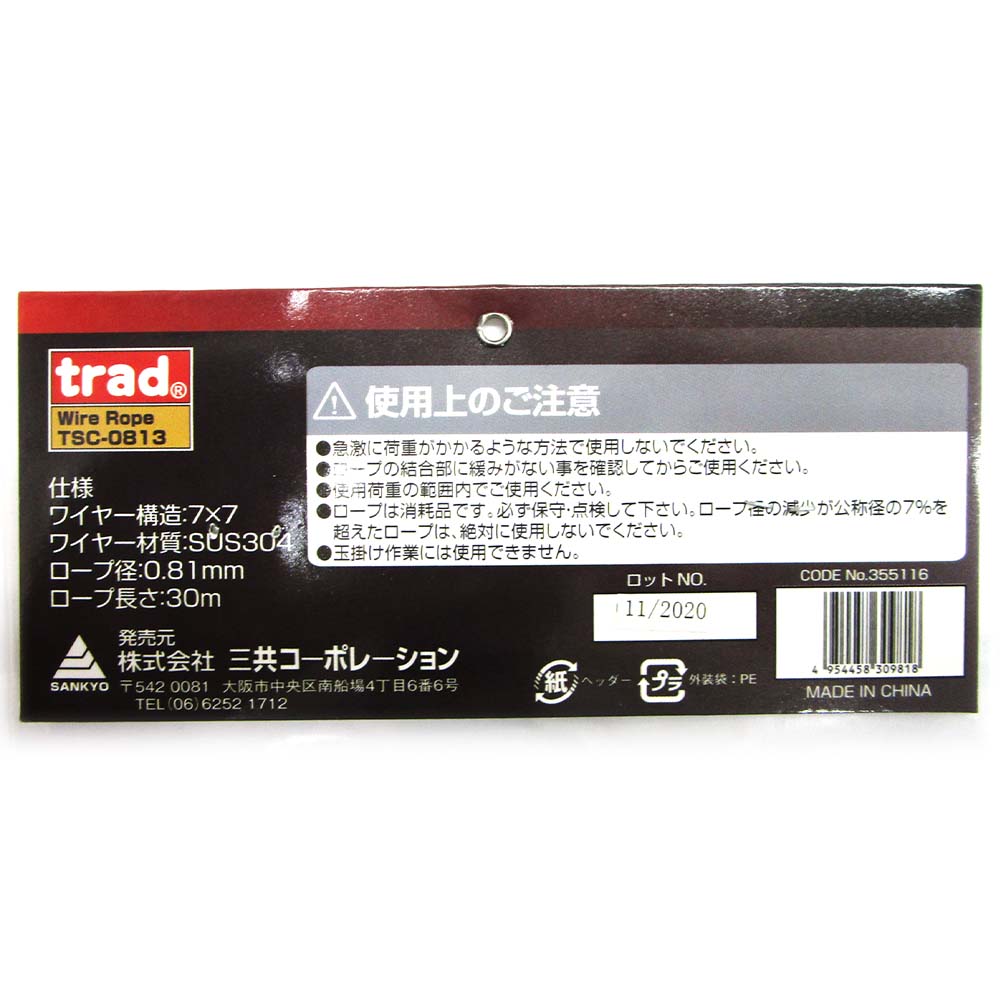 trad®
Wire Rope
TSC-0813
仕様
ワイヤー構造:7×7
ワイヤー材質:SUS304
ロープ径:0.81mm
ロープ長さ:30m
使用上のご注意
●急激に荷重がかかるような方法で使用しないでください。
●ロープの結合部に緩みがない事を確認してからご使用ください。
●使用荷重の範囲内でご使用ください。
●ロープは消耗品です。必ず保守・点検して下さい。ロープ径の減少が公称径の7%を
超えたロープは、絶対に使用しないでください。
●玉掛け作業には使用できません。
ロットNO.
11/2020
CODE No.355116
4 954458 309818
MADE IN CHINA
SANKYO
発売元
株式会社 三共コーポレーション
〒542 0081 大阪市中央区南船場4丁目6番6号
TEL(06)6252 1712
紙 ヘッダー
プラ 外装袋:PE